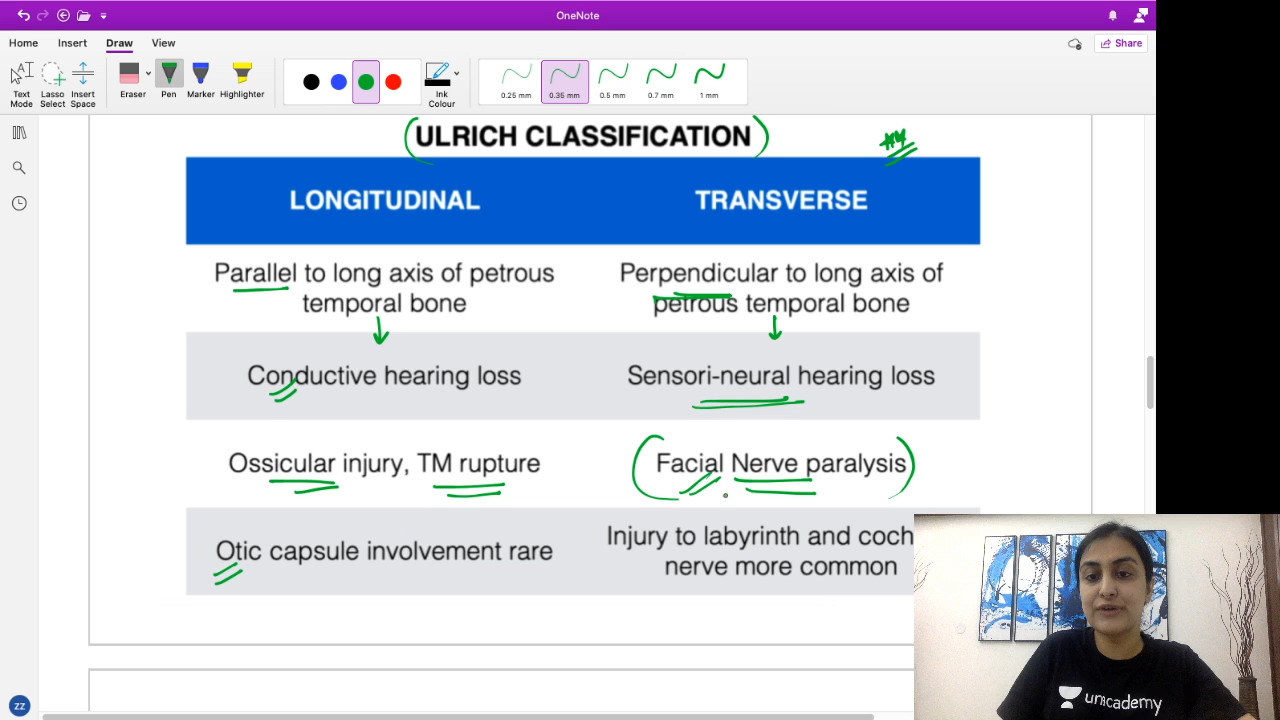 OneNote
Home Insert Draw View
Share
Text Mode
Lasso Select
Insert Space
Eraser
Pen
Marker
Highlighter
Ink Colour
0.25 mm
0.35 mm
0.5 mm
0.7 mm
1 mm
ULRICH CLASSIFICATION
LONGITUDINAL
TRANSVERSE
Parallel to long axis of petrous
temporal bone
Perpendicular to long axis of
petrous temporal bone
Conductive hearing loss
Sensori-neural hearing loss
Ossicular injury, TM rupture
Facial Nerve paralysis
Otic capsule involvement rare
Injury to labyrinth and coch
nerve more common
ZZ
unacademy